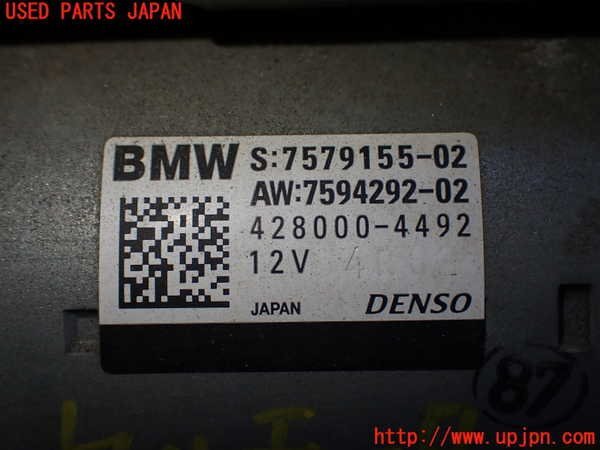 USED PARTS JAPAN
BMW S:7579155-02
AW:7594292-02
428000-4492
12V
JAPAN DENSO
87
http://www.upjpn.com/